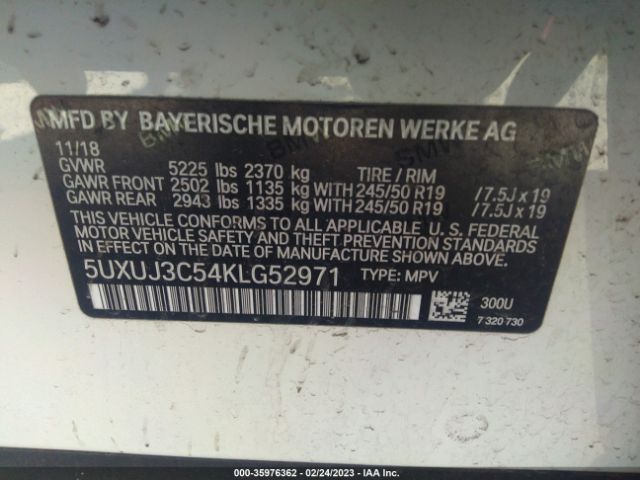 MFD BY BAYERISCHE MOTOREN WERKE AG
11/18
GVWR 5225 lbs 2370 kg TIRE / RIM
GAWR FRONT 2502 lbs 1135 kg WITH 245/50 R19 /7.5J x 19
GAWR REAR 2943 lbs 1335 kg WITH 245/50 R19 /7.5J x 19
THIS VEHICLE CONFORMS TO ALL APPLICABLE U. S. FEDERAL
MOTOR VEHICLE SAFETY AND THEFT PREVENTION STANDARDS
IN EFFECT ON DATE OF MANUFACTURE SHOWN ABOVE.
5UXUJ3C54KLG52971 TYPE: MPV
300U
7 320 730
000-35976362 | 02/24/2023 | IAA Inc.